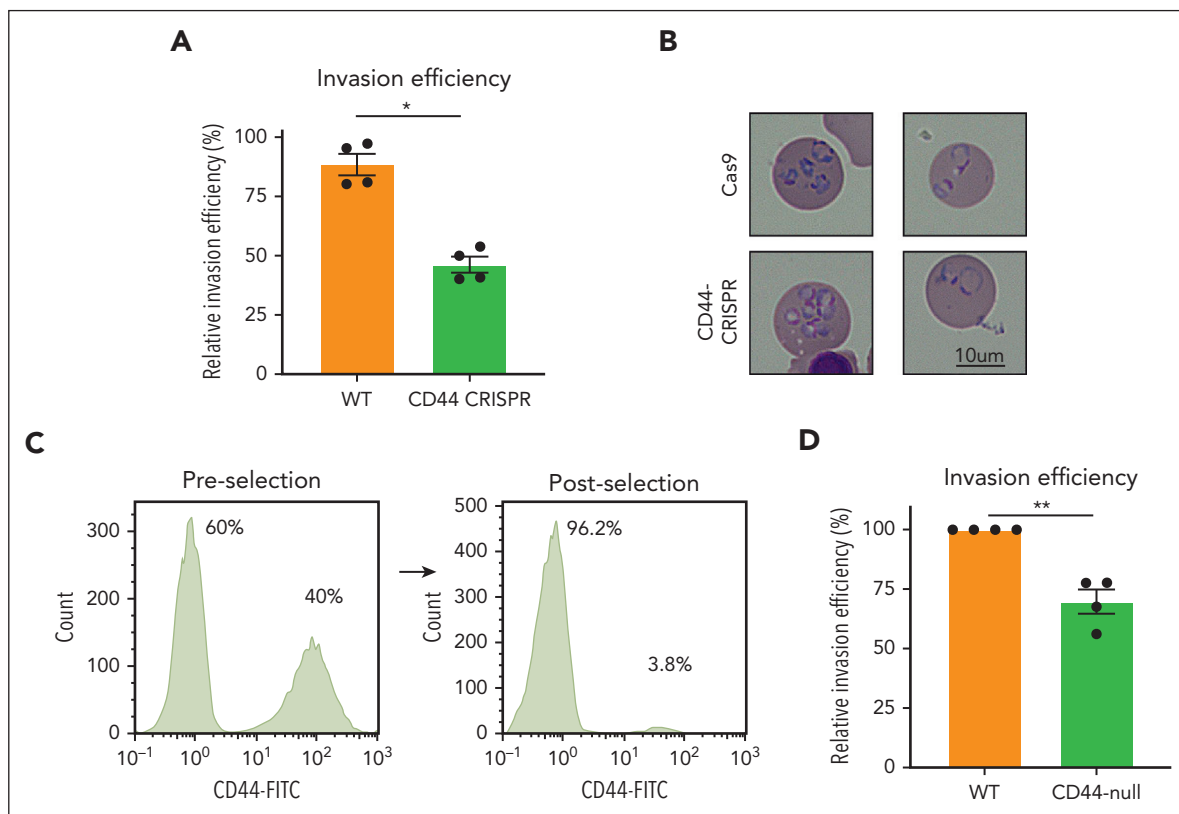 A
Invasion efficiency
*
Relative invasion efficiency (%)
100
75
50
25
0
WT
CD44 CRISPR
B
Cas9
CD44-
CRISPR
10um
C
Pre-selection
Count
300
200
100
0
60%
40%
10⁻¹ 10⁰ 10¹ 10² 10³
CD44-FITC
Post-selection
Count
500
400
300
200
100
0
96.2%
3.8%
10⁻¹ 10⁰ 10¹ 10² 10³
CD44-FITC
D
Invasion efficiency
**
Relative invasion efficiency (%)
100
75
50
25
0
WT
CD44-null